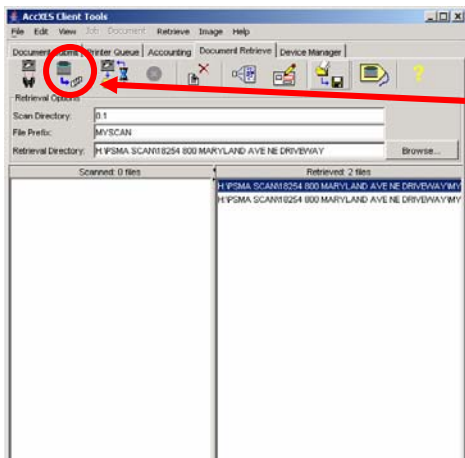 AccXES Client Tools
File Edit View Job Document Retrieve Image Help
Document Submit Printer Queue Accounting Document Retrieve Device Manager
Retrieval Options
Scan Directory: 0.1
File Prefix: MYSCAN
Retrieval Directory: H:\PSMA SCAN\18254 800 MARYLAND AVE NE DRIVEWAY Browse...
Scanned: 0 files Retrieved: 2 files
H:\PSMA SCAN\18254 800 MARYLAND AVE NE DRIVEWAY\MY
H:\PSMA SCAN\18254 800 MARYLAND AVE NE DRIVEWAY\MY